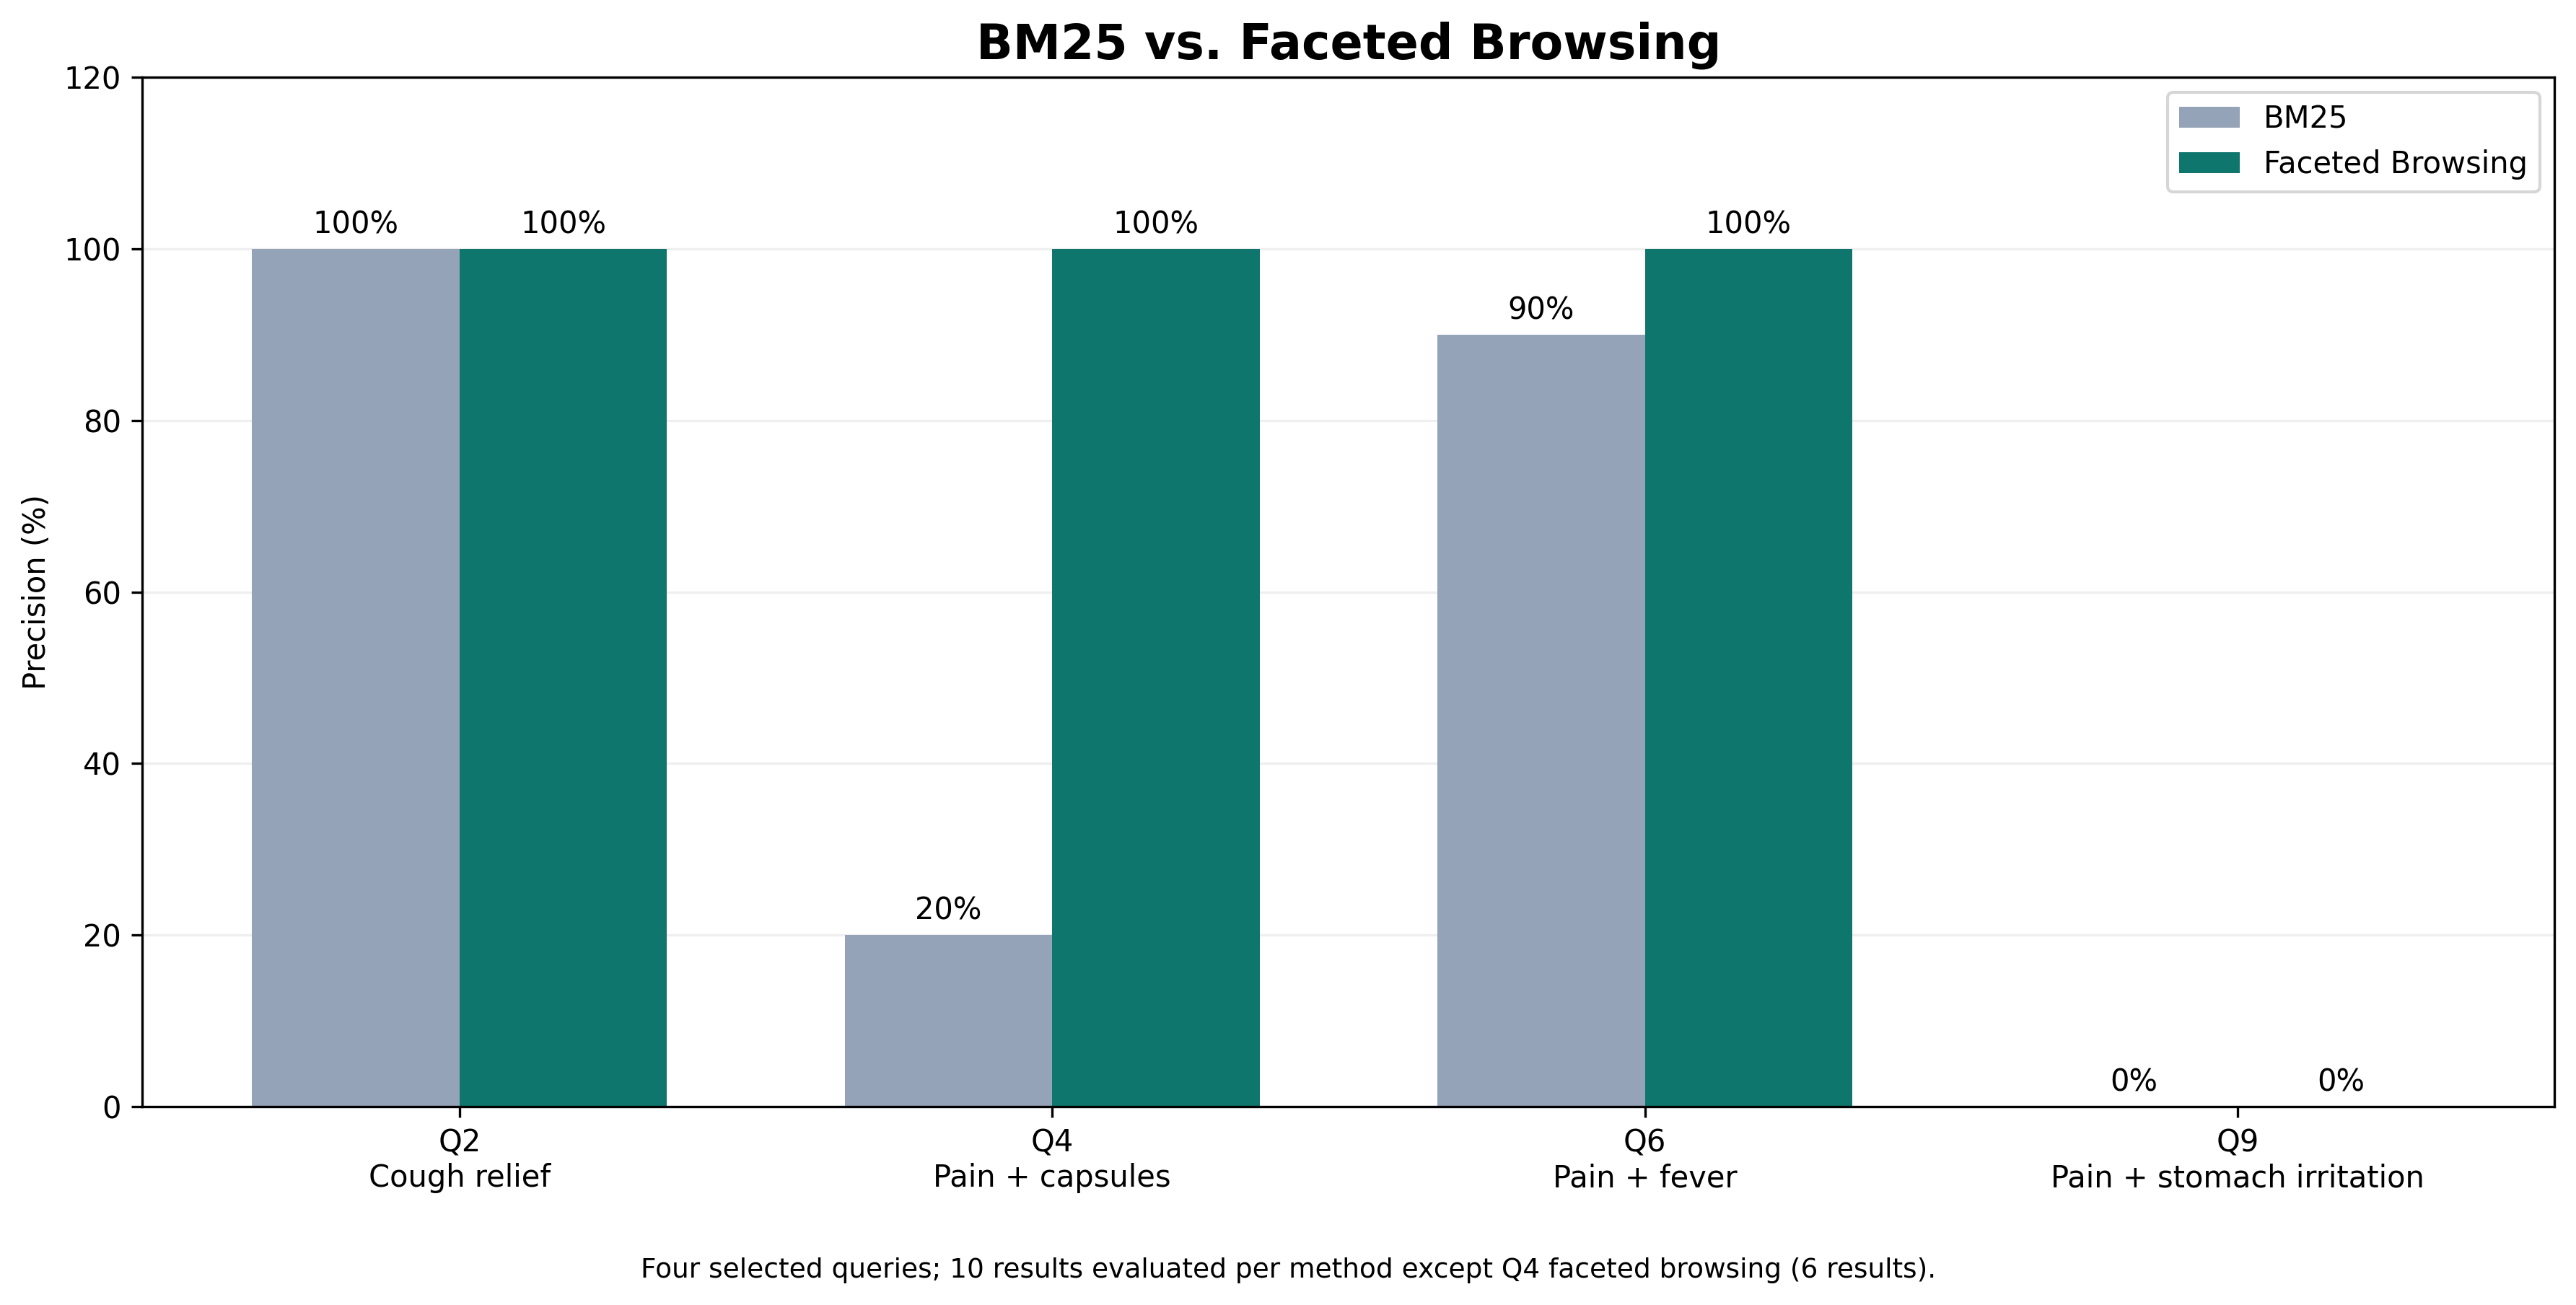 BM25 vs. Faceted Browsing
120
100
80
60
40
20
0
Precision (%)
BM25
Faceted Browsing
100%
100%
20%
100%
90%
100%
0%
0%
Q2
Cough relief
Q4
Pain + capsules
Q6
Pain + fever
Q9
Pain + stomach irritation
Four selected queries; 10 results evaluated per method except Q4 faceted browsing (6 results).